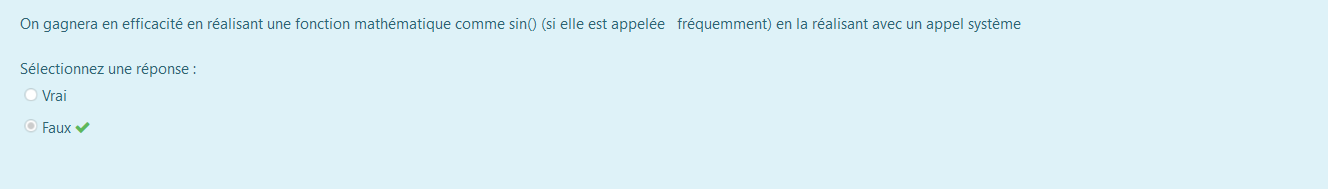 On gagnera en efficacité en réalisant une fonction mathématique comme sin() (si elle est appelée fréquemment) en la réalisant avec un appel système
Sélectionnez une réponse :
Vrai
Faux